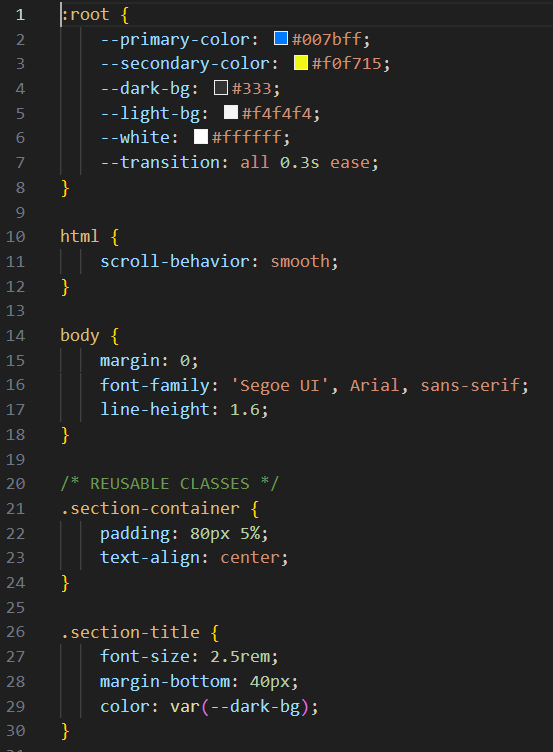 1 :root {
2     --primary-color: #007bff;
3     --secondary-color: #f0f715;
4     --dark-bg: #333;
5     --light-bg: #f4f4f4;
6     --white: #ffffff;
7     --transition: all 0.3s ease;
8 }
9
10 html {
11     scroll-behavior: smooth;
12 }
13
14 body {
15     margin: 0;
16     font-family: 'Segoe UI', Arial, sans-serif;
17     line-height: 1.6;
18 }
19
20 /* REUSABLE CLASSES */
21 .section-container {
22     padding: 80px 5%;
23     text-align: center;
24 }
25
26 .section-title {
27     font-size: 2.5rem;
28     margin-bottom: 40px;
29     color: var(--dark-bg);
30 }